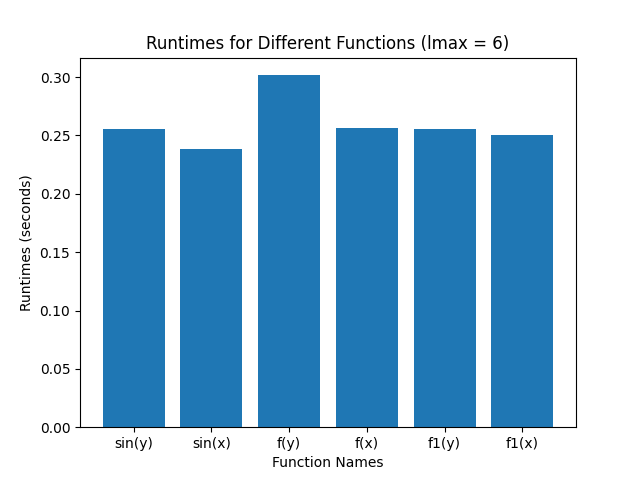 Runtimes for Different Functions (lmax = 6)
Runtimes (seconds)
0.30
0.25
0.20
0.15
0.10
0.05
0.00
sin(y) sin(x) f(y) f(x) f1(y) f1(x)
Function Names